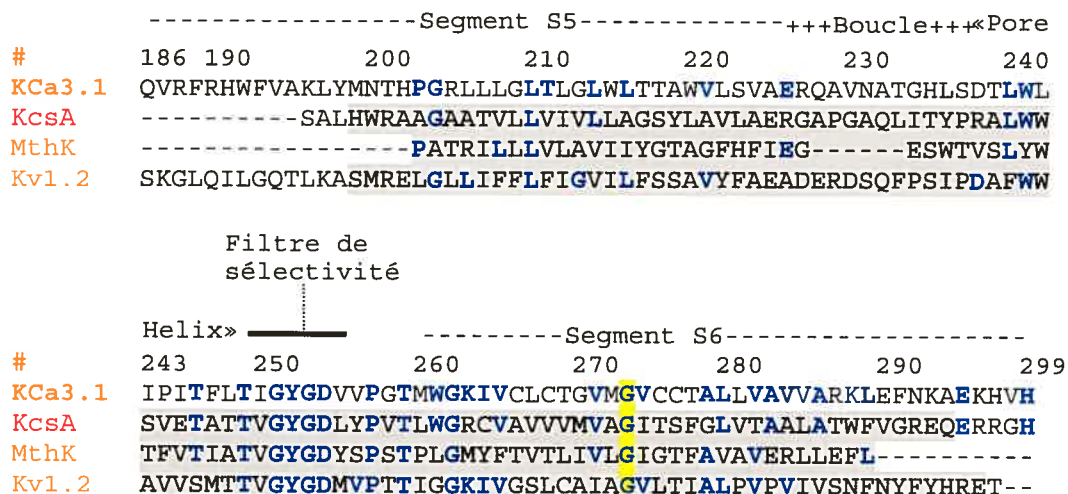 -----------------Segment S5-------------+++Boucle+++«Pore
# 186 190 200 210 220 230 240
KCa3.1 QVRFRHWFVAKLYMNTHPGRLLLGLTLGLWLTTAWVLSVAERQAVNATGHLSDTLWL
KcsA ----------SALHWRAAGAATVLLVIVLLAGSYLAVLAERGAPGAQLITYPRALWW
MthK -----------------PATRILLLVLAVIIYGTAGFHFIEG------ESWTVSLYW
Kv1.2 SKGLQILGQTLKASMRELGLLIFFLFIGVILFSSAVYFAEADERDSQFPSIPDAFWW
Filtre de
sélectivité
Helix» ---------Segment S6-------------------
# 243 250 260 270 280 290 299
KCa3.1 IPITFLTIGYGDVVPGTMWGKIVCLCTGVMGVCCTALLVAVVARKLEFNKAEKHVH
KcsA SVETATTVGYGDLYPVTLWGRCVAVVVMVAGITSFGLVTAALATWFVGREQERRGH
MthK TFVTIATVGYGDYSPSTPLGMYFTVTLIVLGIGTFAVAVERLLEFL----------
Kv1.2 AVVSMTTVGYGDMVPTTIGGKIVGSLCAIAGVLTIALPVPVIVSNFNYFYHRET--